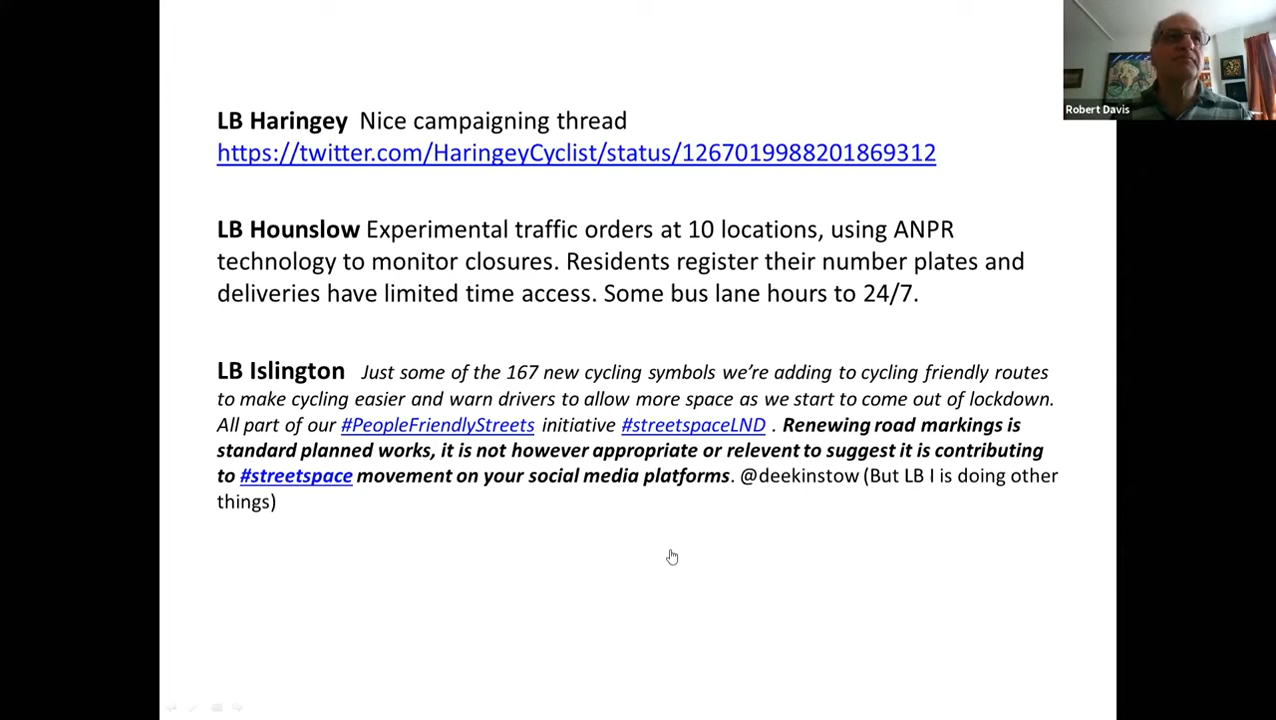 LB Haringey Nice campaigning thread
https://twitter.com/HaringeyCyclist/status/1267019988201869312
LB Hounslow Experimental traffic orders at 10 locations, using ANPR
technology to monitor closures. Residents register their number plates and
deliveries have limited time access. Some bus lane hours to 24/7.
LB Islington Just some of the 167 new cycling symbols we’re adding to cycling friendly routes
to make cycling easier and warn drivers to allow more space as we start to come out of lockdown.
All part of our #PeopleFriendlyStreets initiative #streetspaceLND . Renewing road markings is
standard planned works, it is not however appropriate or relevent to suggest it is contributing
to #streetspace movement on your social media platforms. @deekinstow (But LB I is doing other
things)
Robert Davis